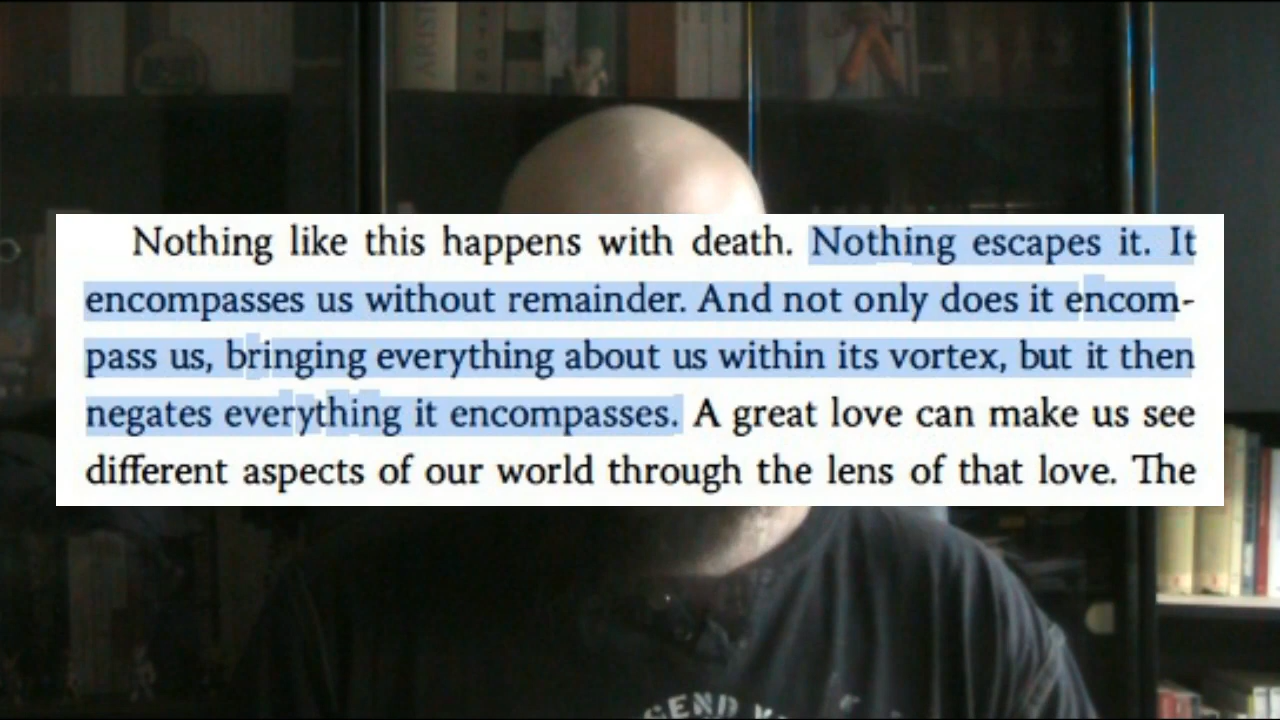 Nothing like this happens with death. Nothing escapes it. It
encompasses us without remainder. And not only does it encom-
pass us, bringing everything about us within its vortex, but it then
negates everything it encompasses. A great love can make us see
different aspects of our world through the lens of that love. The
SEND